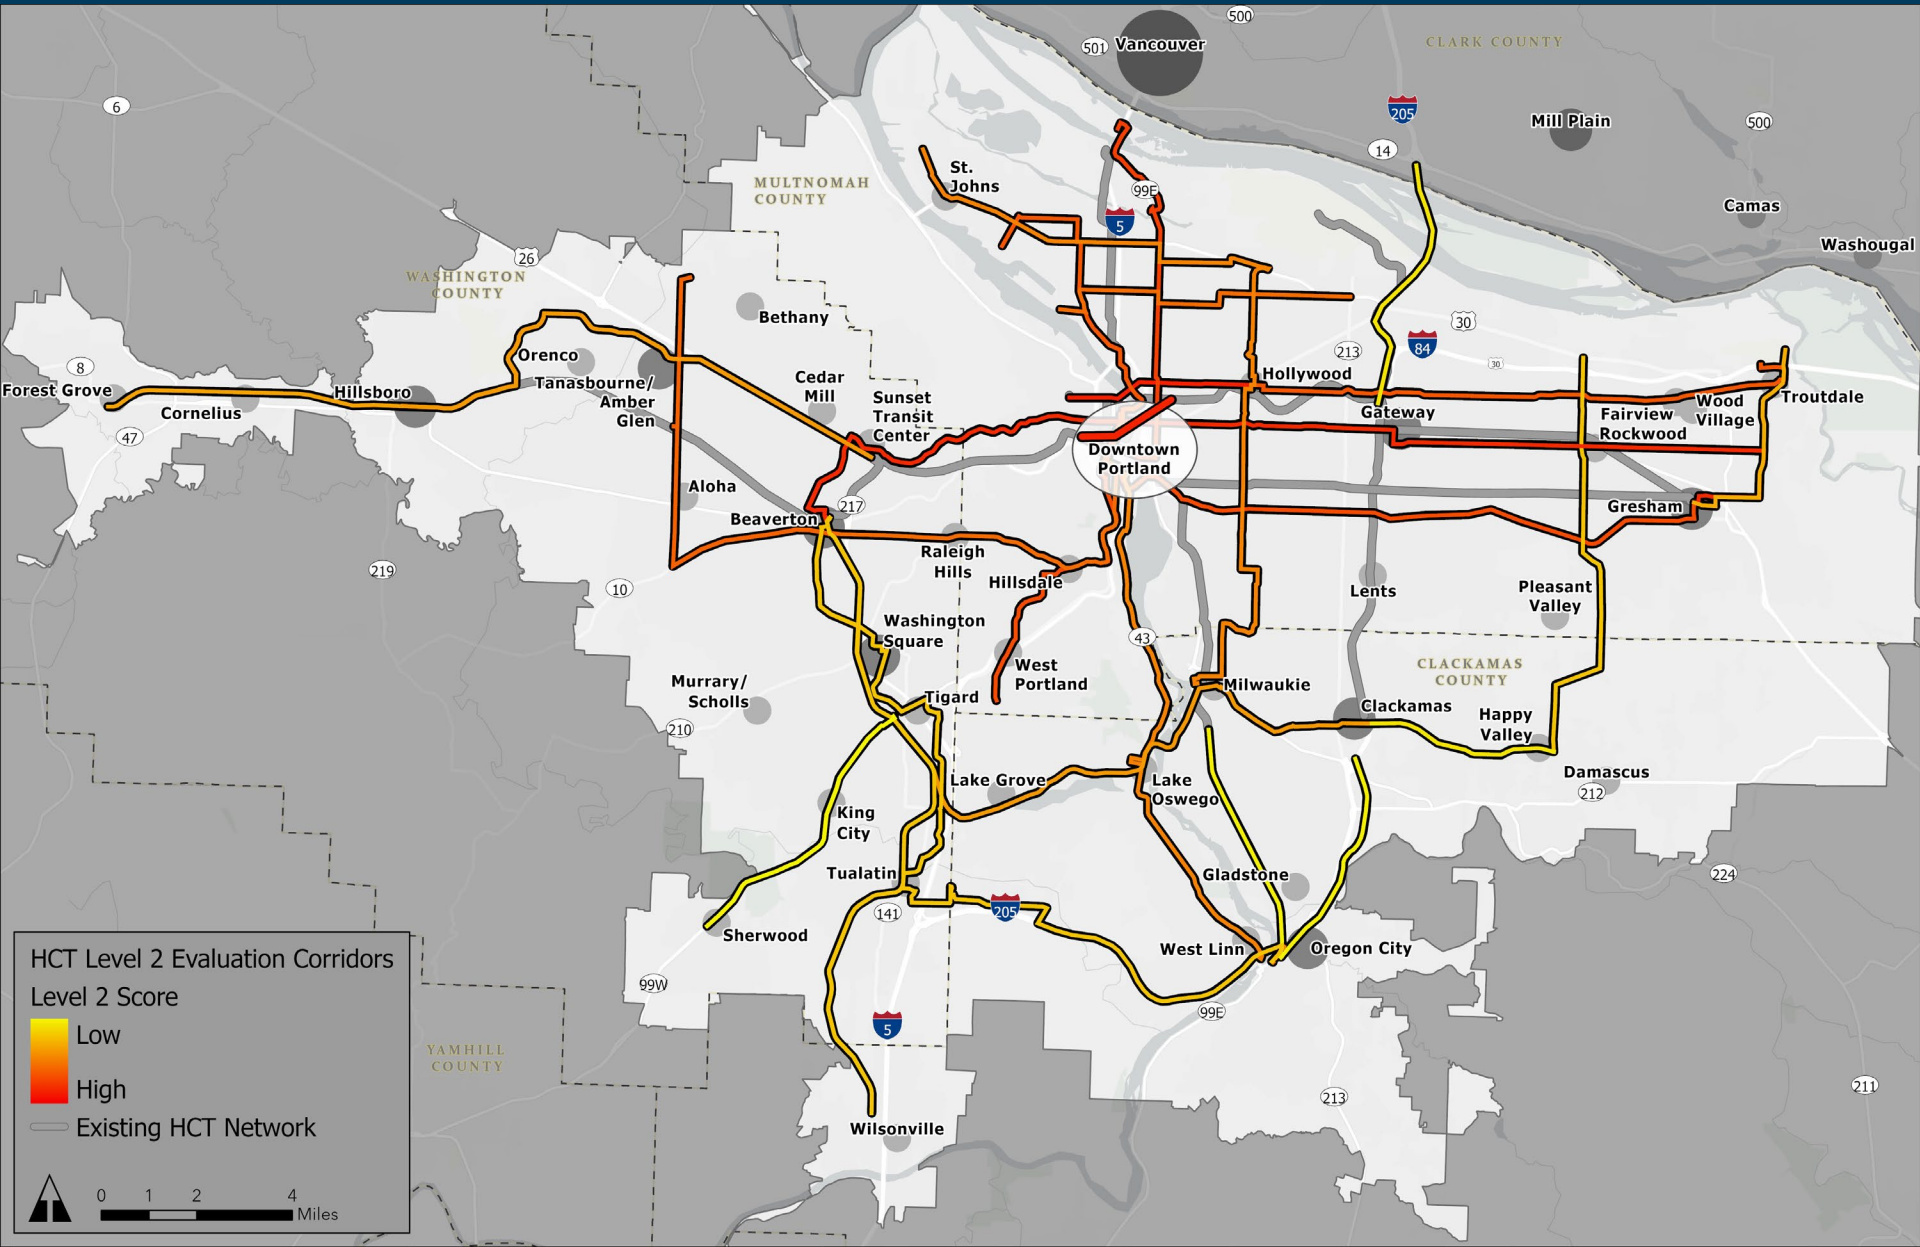 500
501
Vancouver
CLARK COUNTY
6
205
Mill Plain
500
14
St.
Johns
MULTNOMAH
COUNTY
99E
5
Camas
Washougal
26
WASHINGTON
COUNTY
Bethany
30
213
84
30
8
Orenco
Forest Grove
Cornelius
Hillsboro
Tanasbourne/
Amber
Glen
Cedar
Mill
Sunset
Transit
Center
Hollywood
Gateway
Fairview
Rockwood
Wood
Village
Troutdale
47
Downtown
Portland
Aloha
217
Beaverton
Gresham
219
10
Raleigh
Hills
Hillsdale
Lents
Pleasant
Valley
Washington
Square
43
CLACKAMAS
COUNTY
West
Portland
Murrary/
Scholls
Tigard
Milwaukie
Clackamas
Happy
Valley
210
Damascus
212
Lake Grove
Lake
Oswego
King
City
Tualatin
Gladstone
224
141
205
Sherwood
West Linn
Oregon City
99W
99E
5
YAMHILL
COUNTY
213
211
Wilsonville
HCT Level 2 Evaluation Corridors
Level 2 Score
Low
High
Existing HCT Network
0 1 2 4
Miles